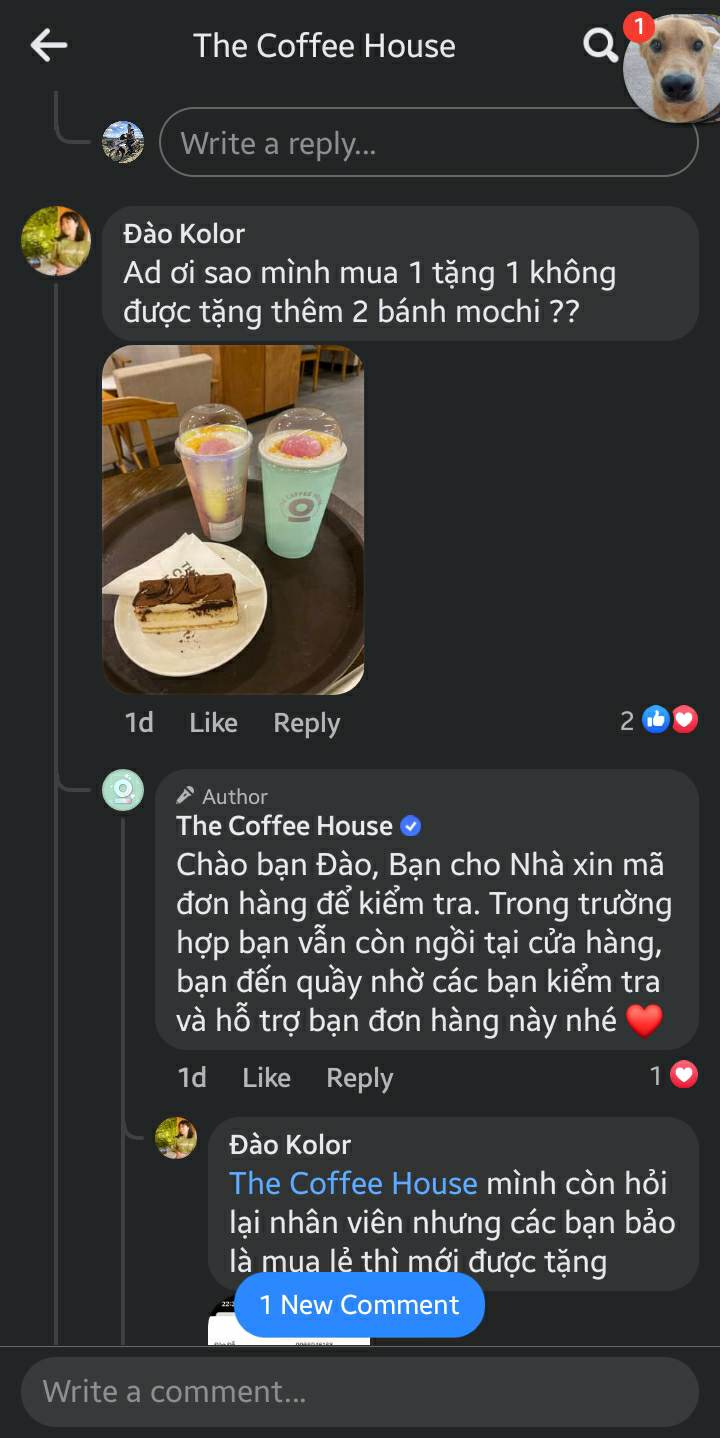 The Coffee House
1
Write a reply...
Đào Kolor
Ad ơi sao mình mua 1 tặng 1 không
được tặng thêm 2 bánh mochi ??
1d Like Reply 2
Author
The Coffee House
Chào bạn Đào, Bạn cho Nhà xin mã
đơn hàng để kiểm tra. Trong trường
hợp bạn vẫn còn ngồi tại cửa hàng,
bạn đến quầy nhờ các bạn kiểm tra
và hỗ trợ bạn đơn hàng này nhé
1d Like Reply 1
Đào Kolor
The Coffee House mình còn hỏi
lại nhân viên nhưng các bạn bảo
là mua lẻ thì mới được tặng
1 New Comment
Write a comment...